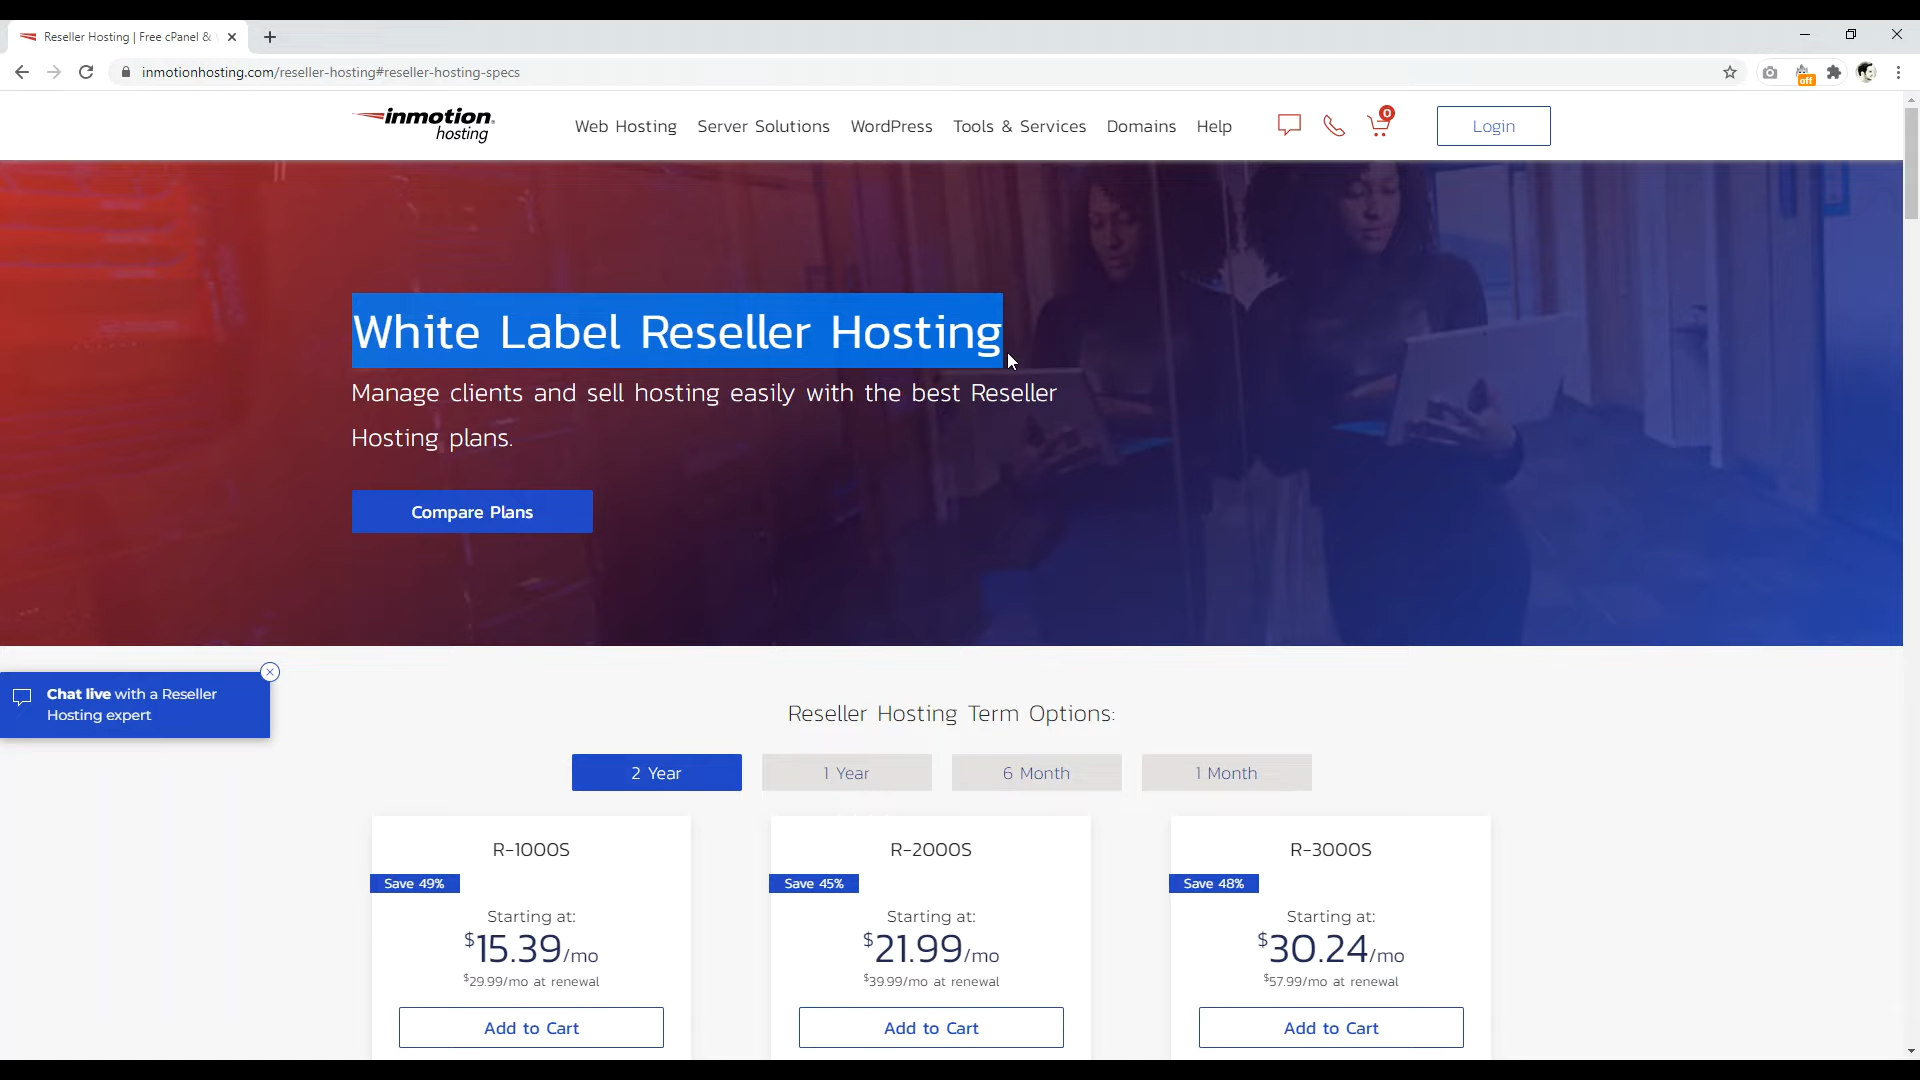 Reseller Hosting | Free cPanel &
inmotionhosting.com/reseller-hosting#reseller-hosting-specs
off
inmotion
hosting
Web Hosting Server Solutions WordPress Tools & Services Domains Help
0
Login
White Label Reseller Hosting
Manage clients and sell hosting easily with the best Reseller
Hosting plans.
Compare Plans
Chat live with a Reseller
Hosting expert
Reseller Hosting Term Options:
2 Year 1 Year 6 Month 1 Month
R-1000S
Save 49%
Starting at:
$15.39/mo
$29.99/mo at renewal
Add to Cart
R-2000S
Save 45%
Starting at:
$21.99/mo
$39.99/mo at renewal
Add to Cart
R-3000S
Save 48%
Starting at:
$30.24/mo
$57.99/mo at renewal
Add to Cart